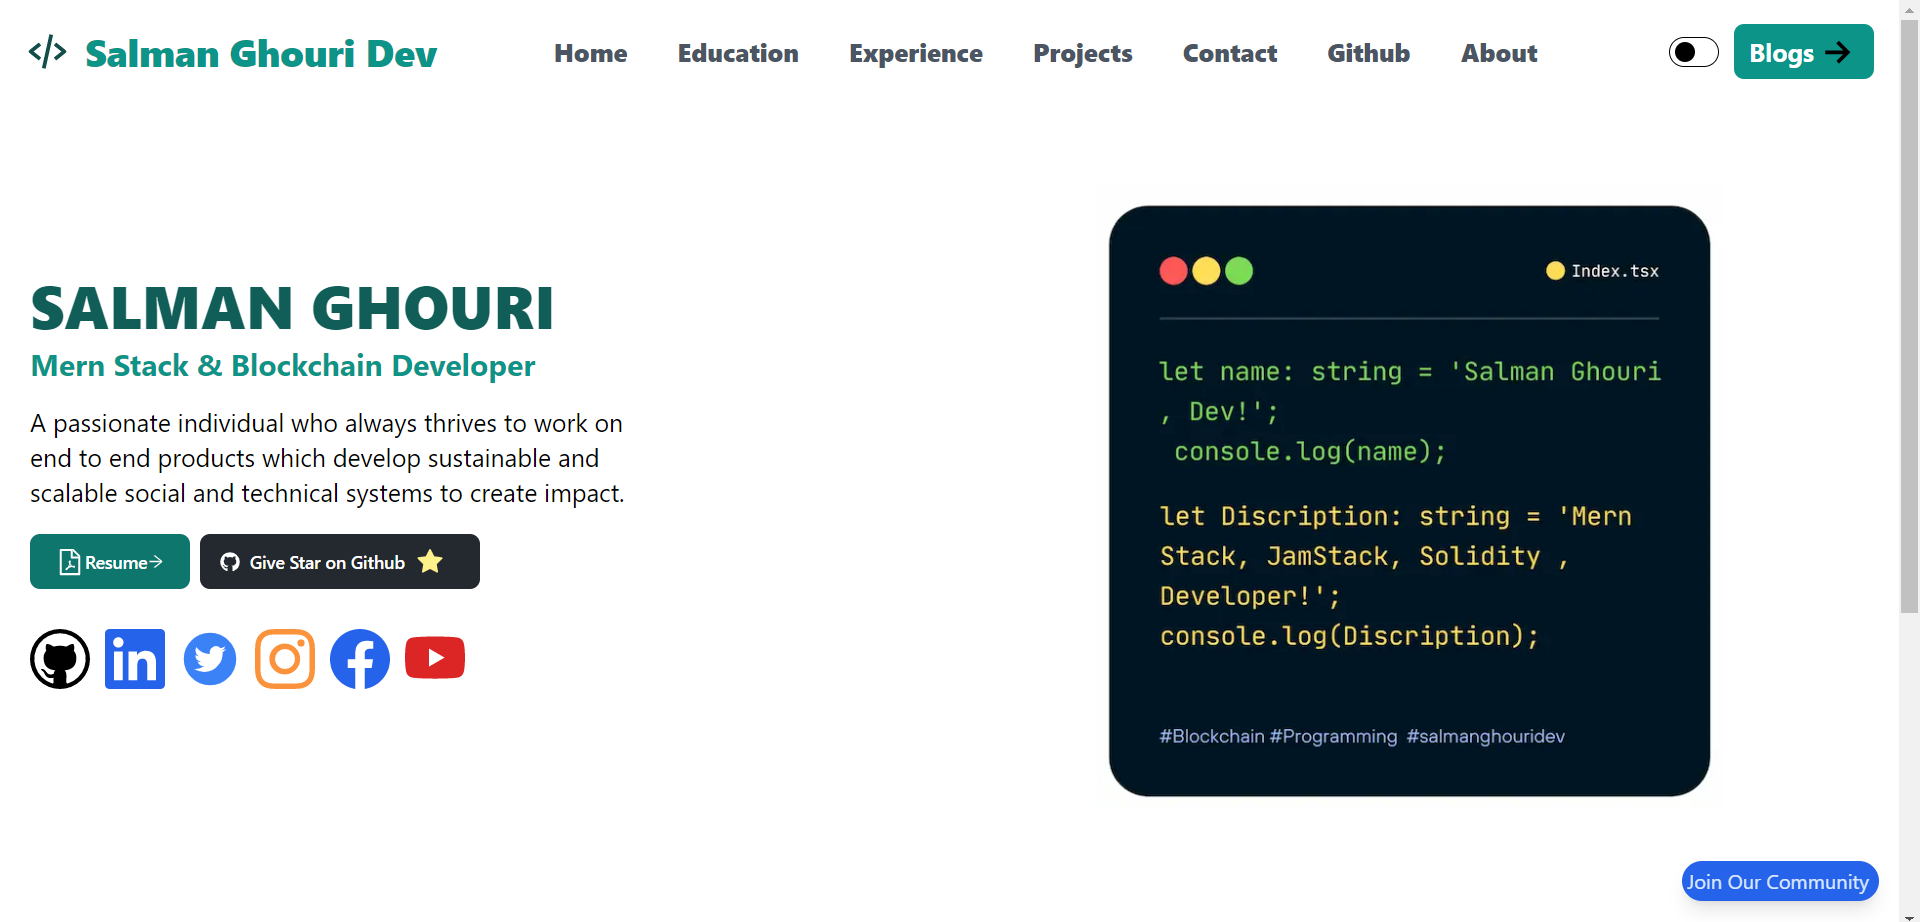 </> Salman Ghouri Dev
Home Education Experience Projects Contact Github About
Blogs →
SALMAN GHOURI
Mern Stack & Blockchain Developer
A passionate individual who always thrives to work on
end to end products which develop sustainable and
scalable social and technical systems to create impact.
Resume→
Give Star on Github
in
Index.tsx
let name: string = 'Salman Ghouri
, Dev!';
console.log(name);
let Discription: string = 'Mern
Stack, JamStack, Solidity ,
Developer!';
console.log(Discription);
#Blockchain #Programming #salmanghouridev
Join Our Community